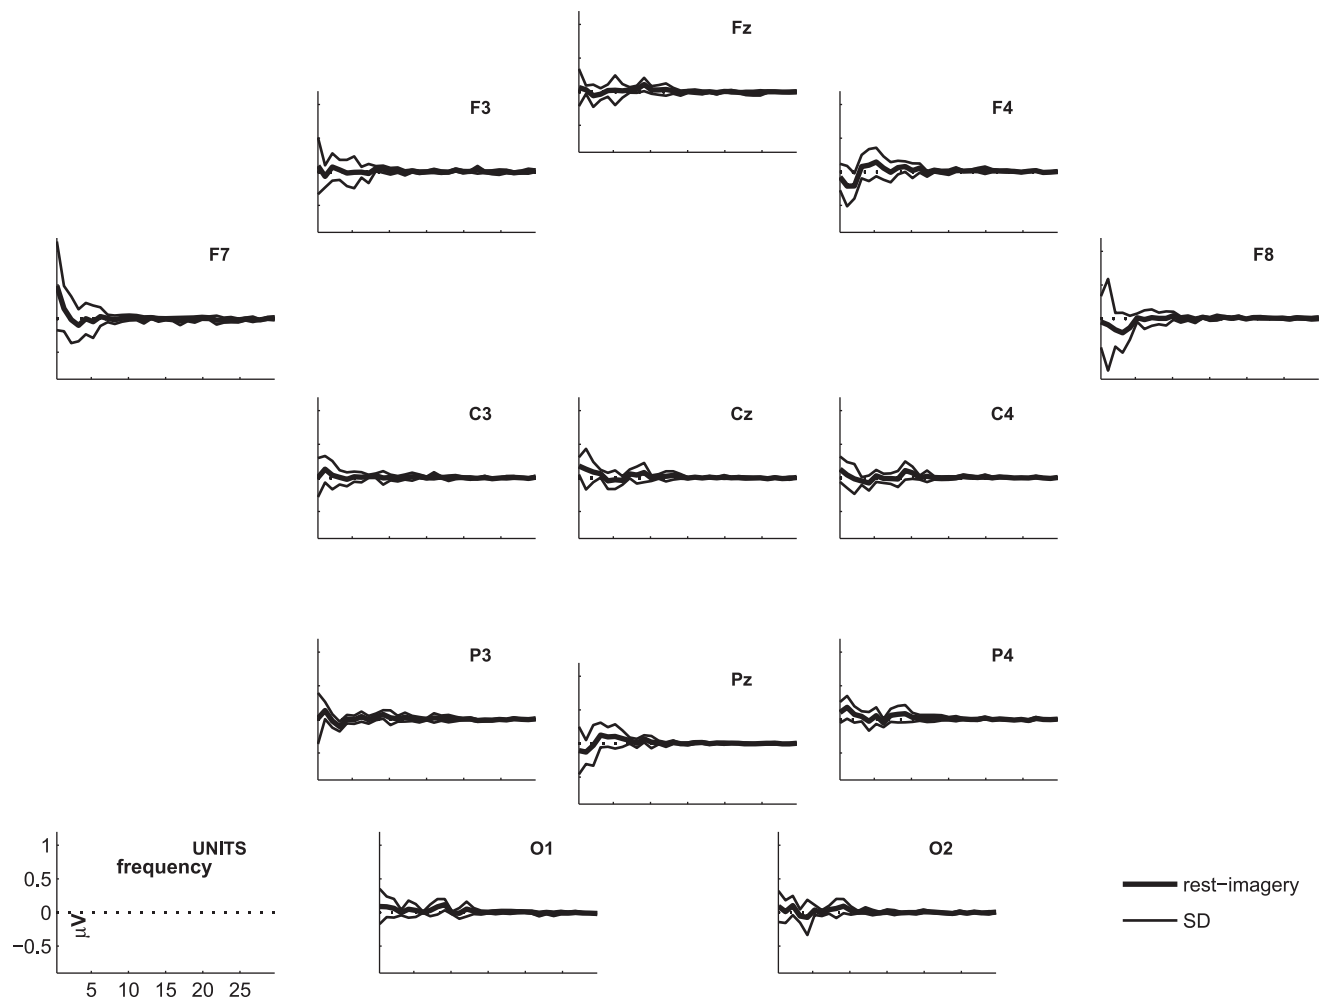 Fz
F3
F4
F7
F8
C3
Cz
C4
P3
Pz
P4
UNITS
frequency
1
0.5
0
−0.5
μV
5 10 15 20 25
O1
O2
rest−imagery
SD